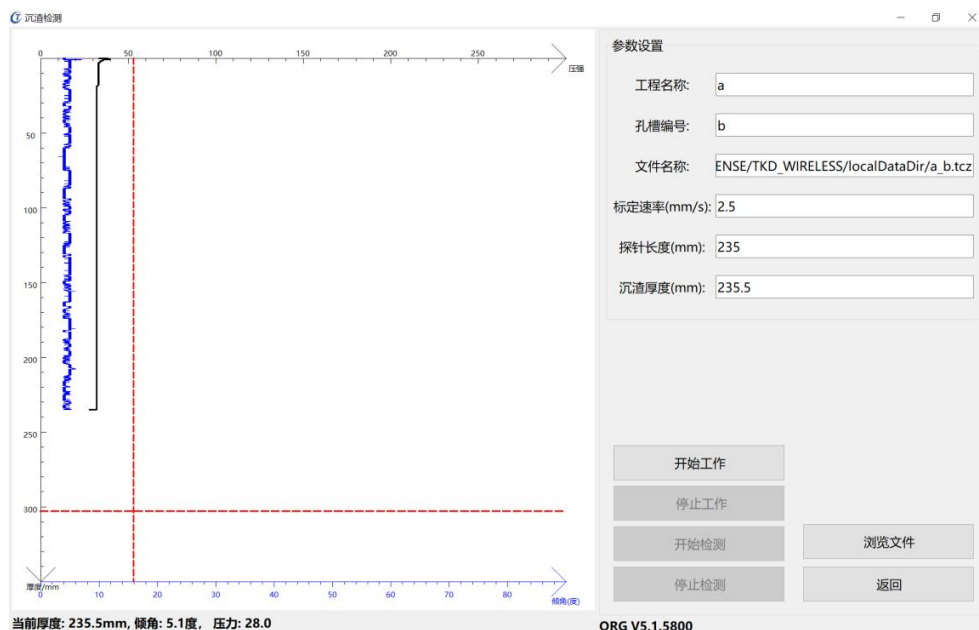 沉渣检测
0 50 100 150 200 250
压强
50
100
150
200
250
300
厚度/mm
0 10 20 30 40 50 60 70 80
倾角(度)
当前厚度: 235.5mm, 倾角: 5.1度, 压力: 28.0
参数设置
工程名称: a
孔槽编号: b
文件名称: ENSE/TKD_WIRELESS/localDataDir/a_b.tcz
标定速率(mm/s): 2.5
探针长度(mm): 235
沉渣厚度(mm): 235.5
开始工作
停止工作
开始检测 浏览文件
停止检测 返回
ORG V5.1.5800